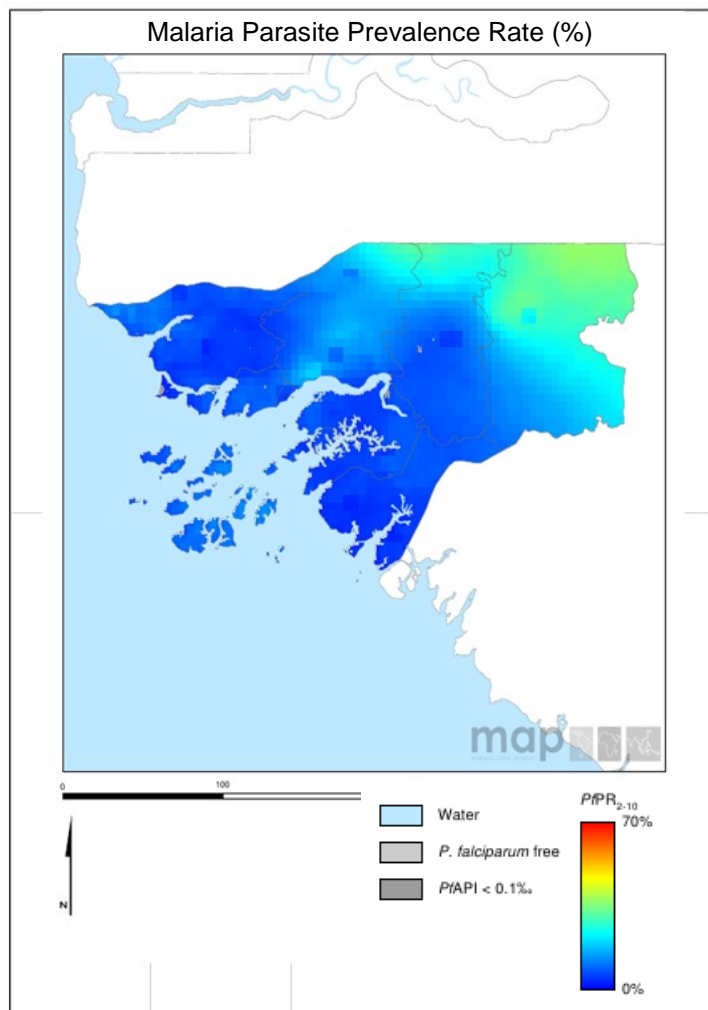 Malaria Parasite Prevalence Rate (%)
map
0 100
Water
P. falciparum free
PfAPI < 0.1‰
N
PfPR2-10
70%
0%